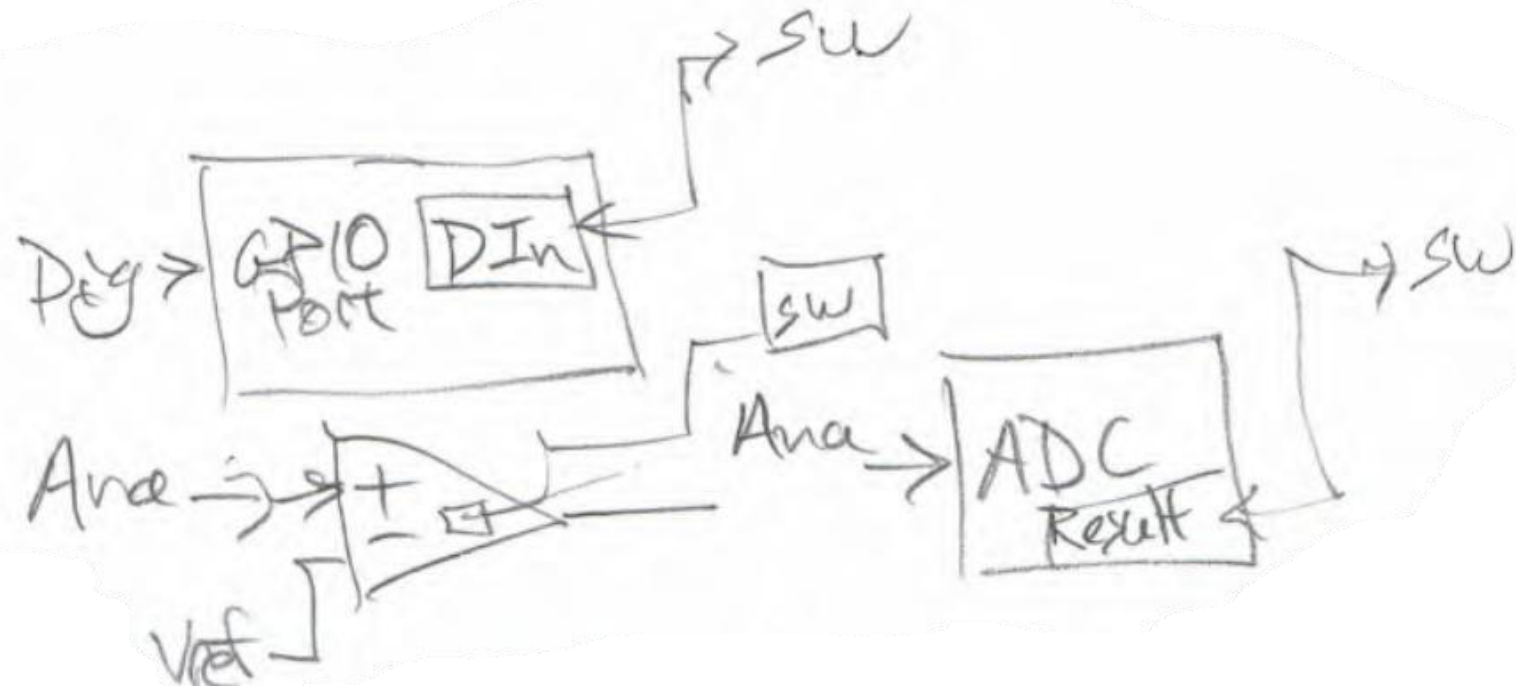 SW
Dig
GPIO
Port
DIn
SW
SW
Ana
+
-
Vref
Ana
ADC
Result